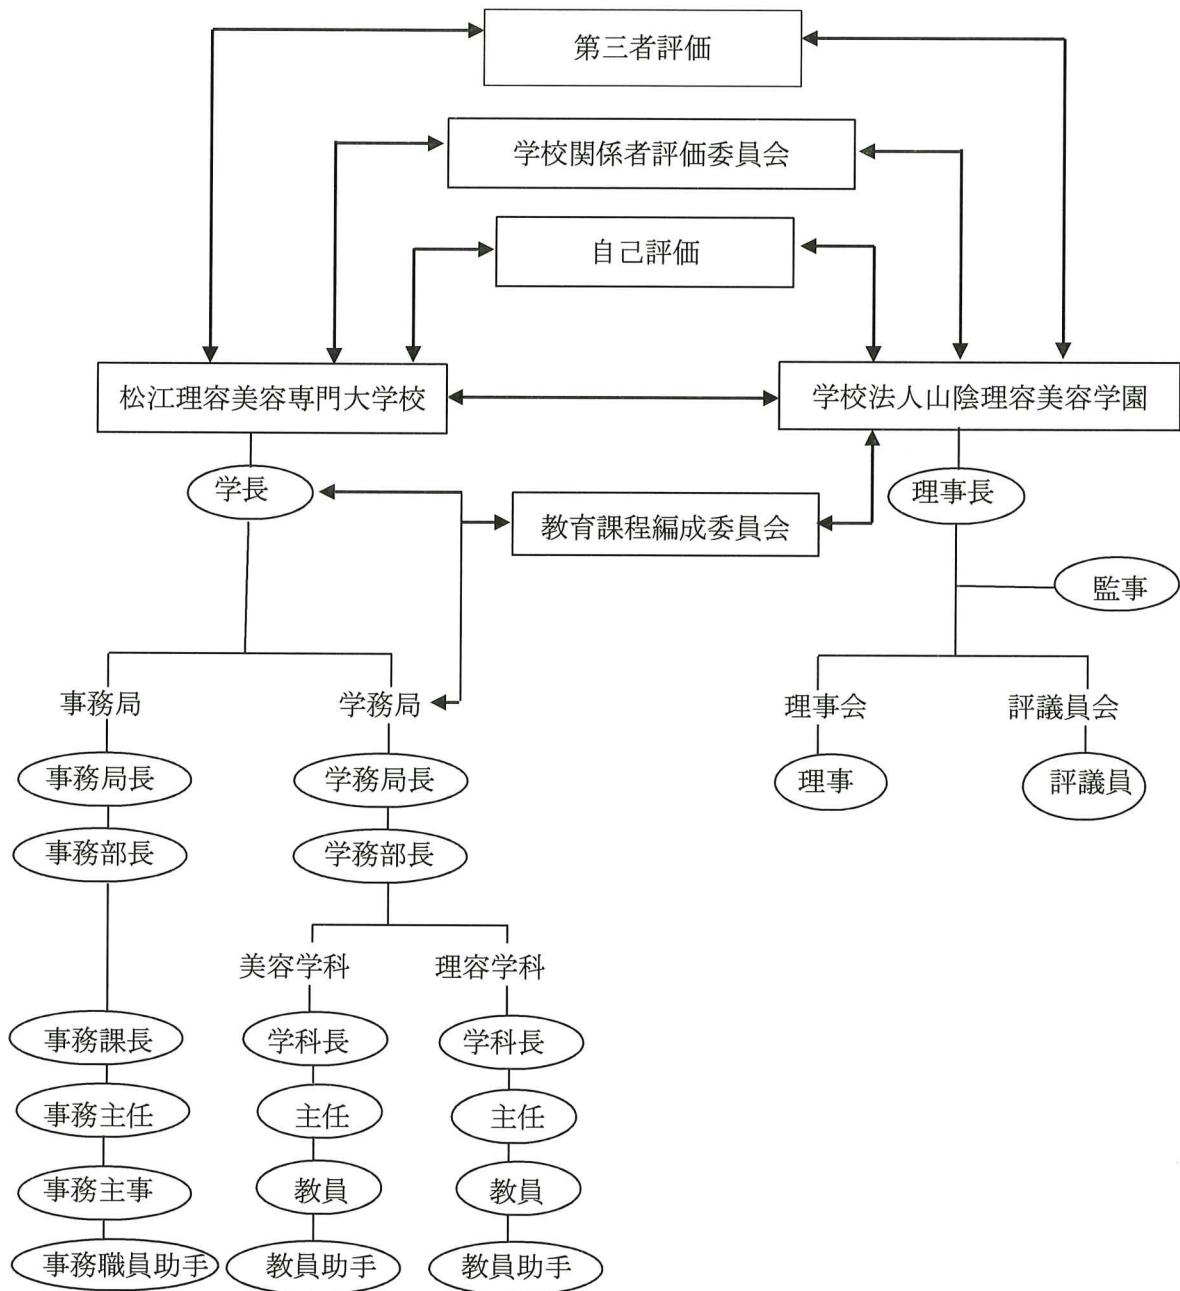 第三者評価
学校関係者評価委員会
自己評価
松江理容美容専門大学校
学校法人山陰理容美容学園
学長
理事長
教育課程編成委員会
監事
事務局
学務局
理事会
評議員会
事務局長
学務局長
理事
評議員
事務部長
学務部長
美容学科
理容学科
事務課長
学科長
学科長
事務主任
主任
主任
事務主事
教員
教員
事務職員助手
教員助手
教員助手